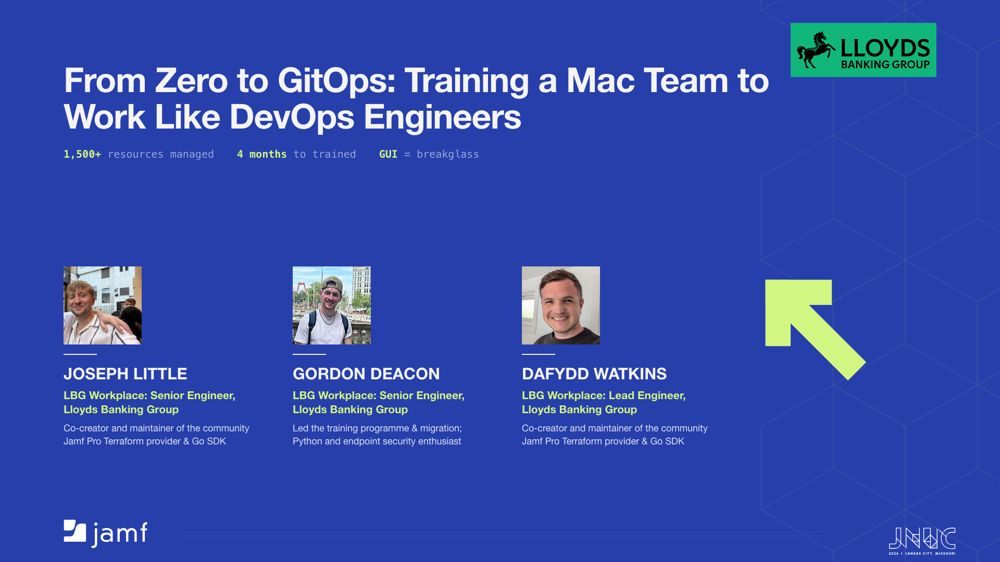 LLOYDS
BANKING GROUP
From Zero to GitOps: Training a Mac Team to
Work Like DevOps Engineers
1,500+ resources managed 4 months to trained GUI = breakglass
JOSEPH LITTLE
LBG Workplace: Senior Engineer,
Lloyds Banking Group
Co-creator and maintainer of the community
Jamf Pro Terraform provider & Go SDK
GORDON DEACON
LBG Workplace: Senior Engineer,
Lloyds Banking Group
Led the training programme & migration;
Python and endpoint security enthusiast
DAFYDD WATKINS
LBG Workplace: Lead Engineer,
Lloyds Banking Group
Co-creator and maintainer of the community
Jamf Pro Terraform provider & Go SDK
jamf
JNUC
2026 | KANSAS CITY, MISSOURI